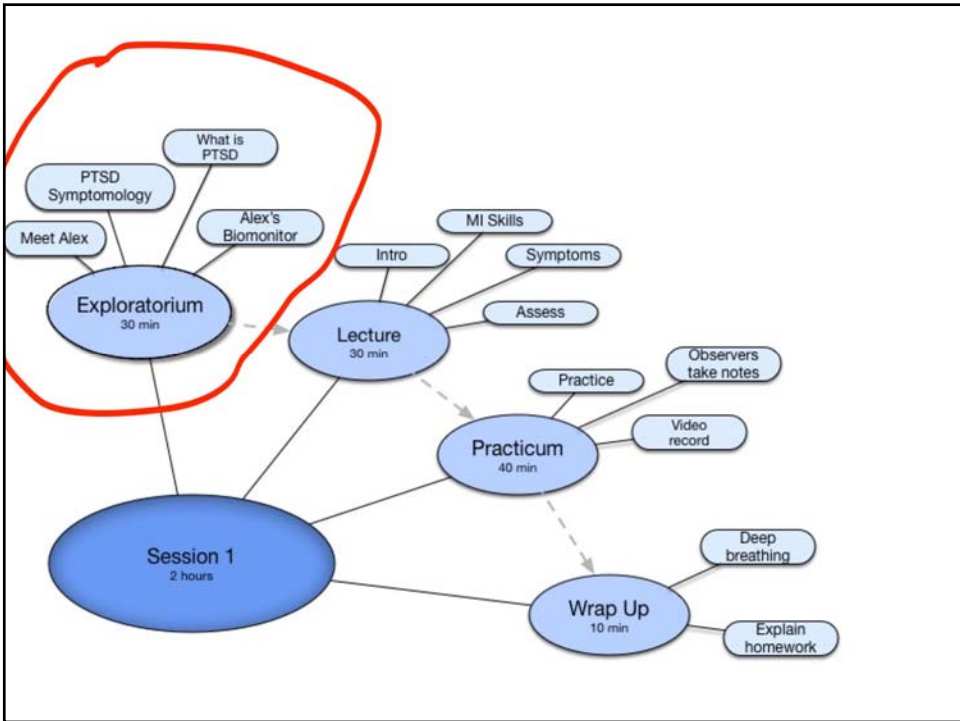 What is
PTSD
PTSD
Symptomology
Alex's
Biomonitor
Meet Alex
Exploratorium
30 min
MI Skills
Intro
Symptoms
Assess
Lecture
30 min
Observers
take notes
Practice
Video
record
Practicum
40 min
Session 1
2 hours
Deep
breathing
Wrap Up
10 min
Explain
homework